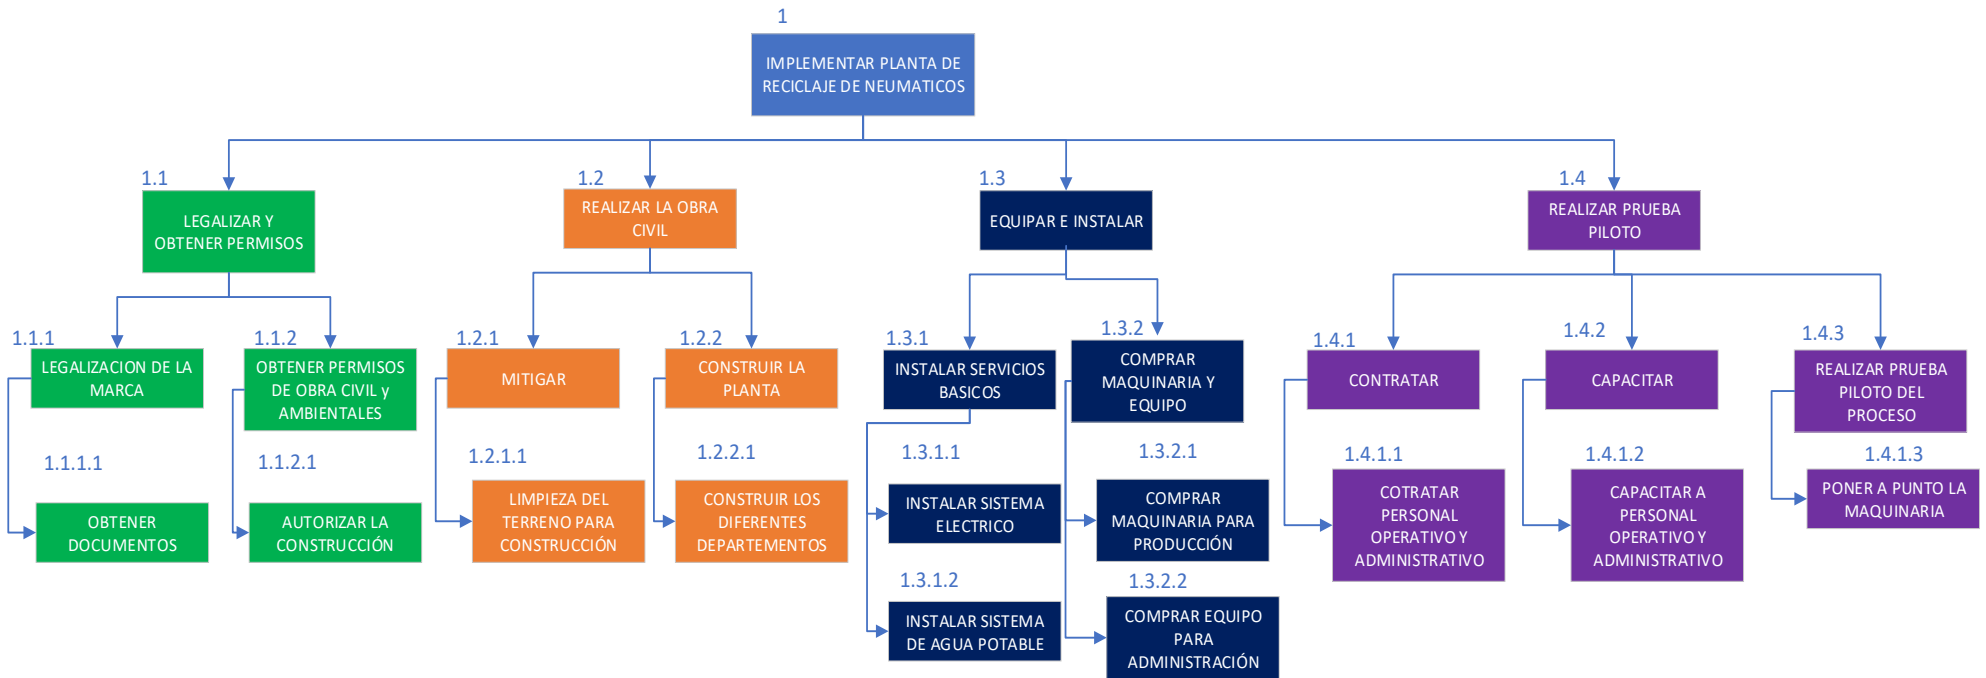 1
IMPLEMENTAR PLANTA DE
RECICLAJE DE NEUMATICOS
1.1
LEGALIZAR Y
OBTENER PERMISOS
1.2
REALIZAR LA OBRA
CIVIL
1.3
EQUIPAR E INSTALAR
1.4
REALIZAR PRUEBA
PILOTO
1.1.1
LEGALIZACION DE LA
MARCA
1.1.2
OBTENER PERMISOS
DE OBRA CIVIL y
AMBIENTALES
1.2.1
MITIGAR
1.2.2
CONSTRUIR LA
PLANTA
1.3.1
INSTALAR SERVICIOS
BASICOS
1.3.2
COMPRAR
MAQUINARIA Y
EQUIPO
1.4.1
CONTRATAR
1.4.2
CAPACITAR
1.4.3
REALIZAR PRUEBA
PILOTO DEL
PROCESO
1.1.1.1
OBTENER
DOCUMENTOS
1.1.2.1
AUTORIZAR LA
CONSTRUCCIÓN
1.2.1.1
LIMPIEZA DEL
TERRENO PARA
CONSTRUCCIÓN
1.2.2.1
CONSTRUIR LOS
DIFERENTES
DEPARTEMENTOS
1.3.1.1
INSTALAR SISTEMA
ELECTRICO
1.3.2.1
COMPRAR
MAQUINARIA PARA
PRODUCCIÓN
1.4.1.1
COTRATAR
PERSONAL
OPERATIVO Y
ADMINISTRATIVO
1.4.1.2
CAPACITAR A
PERSONAL
OPERATIVO Y
ADMINISTRATIVO
1.4.1.3
PONER A PUNTO LA
MAQUINARIA
1.3.1.2
INSTALAR SISTEMA
DE AGUA POTABLE
1.3.2.2
COMPRAR EQUIPO
PARA
ADMINISTRACIÓN